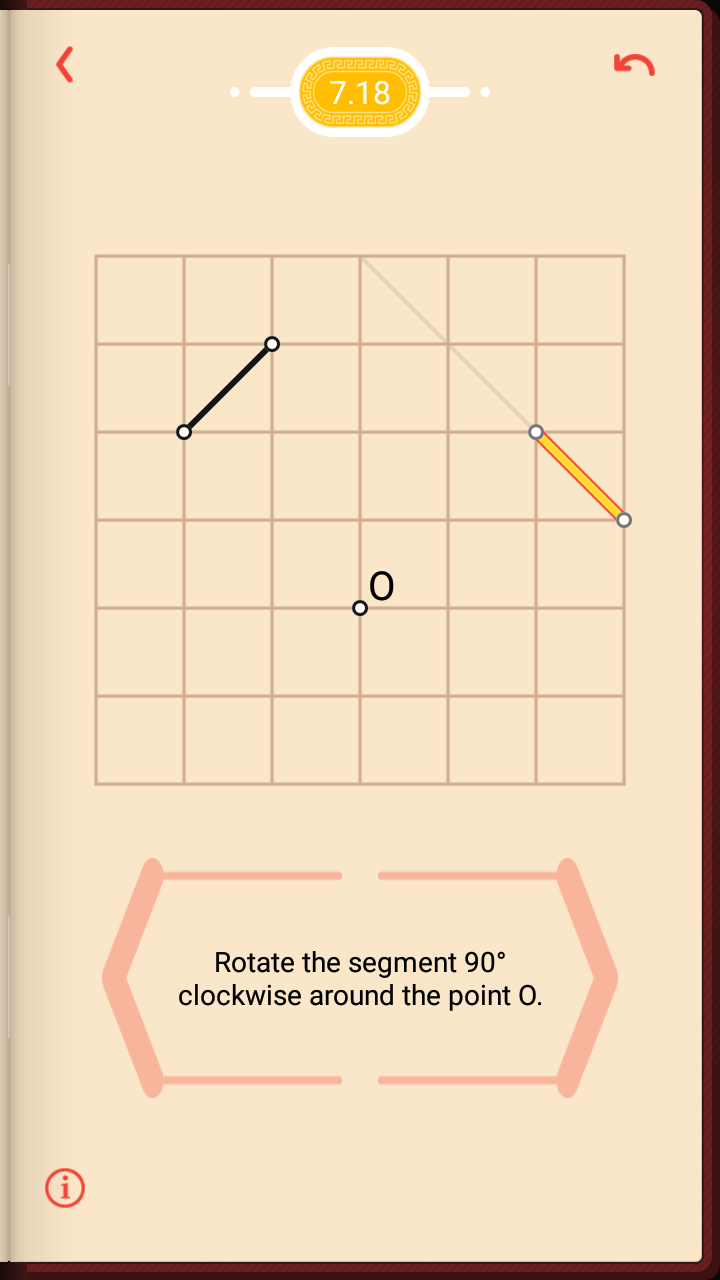 7.18
O
Rotate the segment 90°
clockwise around the point O.
i